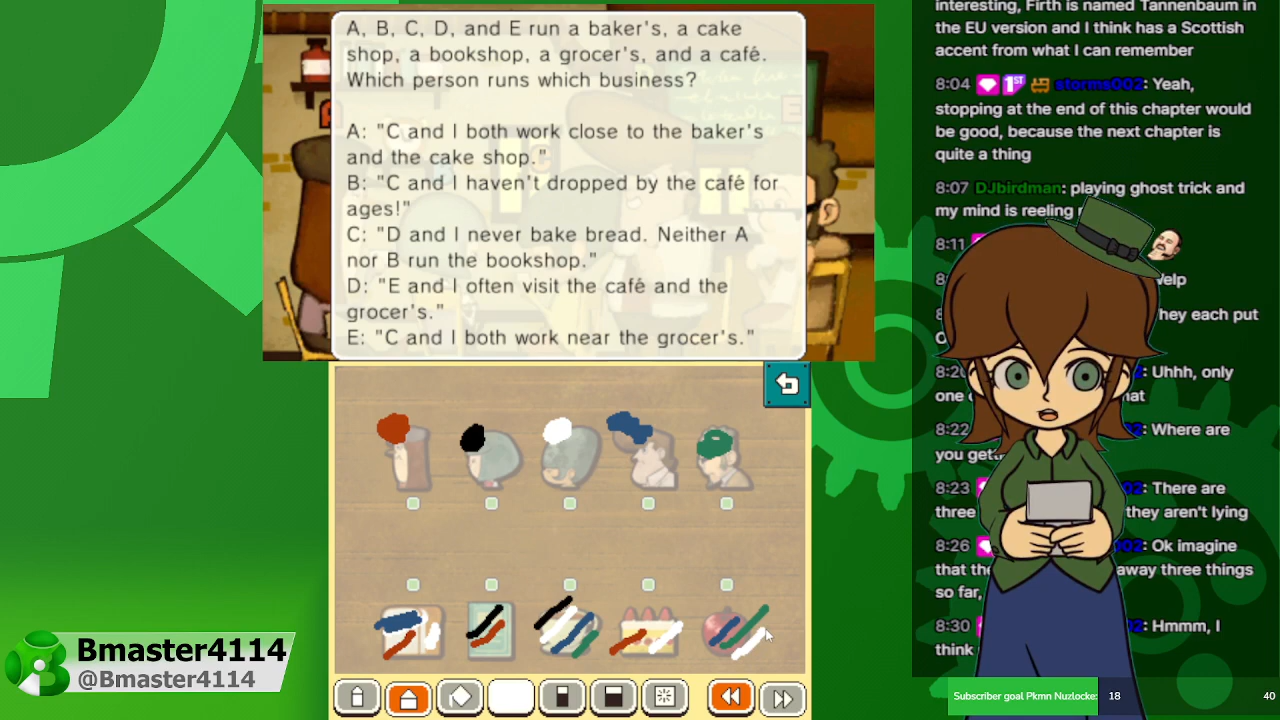 A, B, C, D, and E run a baker's, a cake
shop, a bookshop, a grocer's, and a café.
Which person runs which business?
A: "C and I both work close to the baker's
and the cake shop."
B: "C and I haven't dropped by the café for
ages!"
C: "D and I never bake bread. Neither A
nor B run the bookshop."
D: "E and I often visit the café and the
grocer's."
E: "C and I both work near the grocer's."
interesting, Firth is named Tannenbaum in
the EU version and I think has a Scottish
accent from what I can remember
8:04 1ST storms002: Yeah,
stopping at the end of this chapter would
be good, because the next chapter is
quite a thing
8:07 DJbirdman: playing ghost trick and
my mind is reeling
8:11
hey each put
: Uhhh, only
one
8:22 : Where are
you
8:23 : There are
three they aren't lying
8:26 : Ok imagine
that away three things
so far,
8:30 : Hmmm, I
think
Bmaster4114
@Bmaster4114
Subscriber goal Pkmn Nuzlocke: 18 40